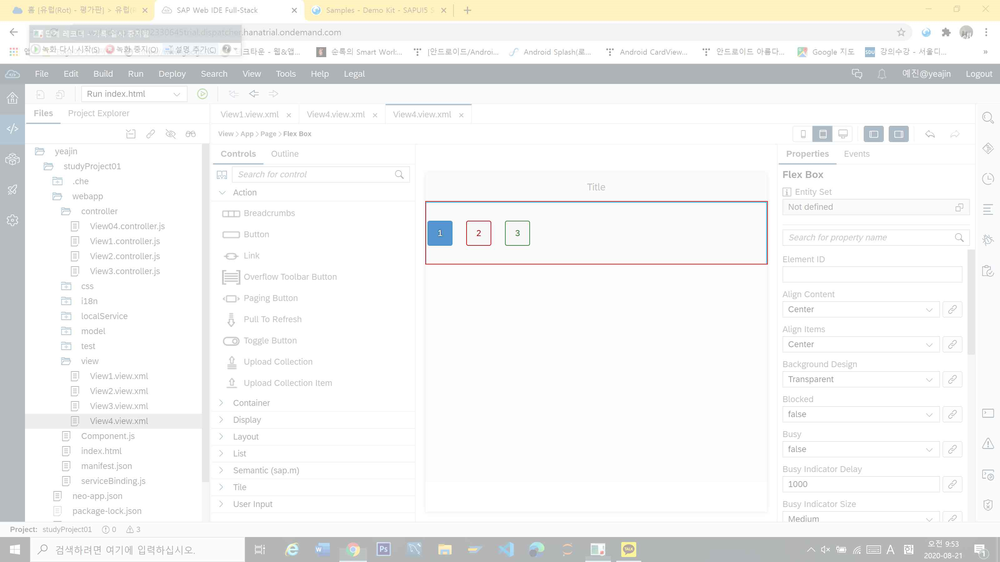 홈 [유럽(Rot) - 평가판] > 유럽(R
SAP Web IDE Full-Stack
Samples - Demo Kit - SAPUI5 S
단계 레코더 - 기록 일시 중지됨
2330645trial.dispatcher.hanatrial.ondemand.com
녹화 다시 시작(S)
녹화 중지(O)
설명 추가(C)
테크타운 - 웹&앱...
순록의 Smart Worl:...
[안드로이드/Androi...
Android Splash(로...
Android CardView...
안드로이드 아름다...
Google 지도
SDU
강의수강 - 서울디...
»
File
Edit
Build
Run
Deploy
Search
View
Tools
Help
Legal
예진@yeajin
Logout
Run index.html
Files
Project Explorer
View1.view.xml
View4.view.xml
View4.view.xml
View > App > Page > Flex Box
yeajin
studyProject01
.che
webapp
controller
View04.controller.js
View1.controller.js
View2.controller.js
View3.controller.js
css
i18n
localService
model
test
view
View1.view.xml
View2.view.xml
View3.view.xml
View4.view.xml
Component.js
index.html
manifest.json
serviceBinding.js
neo-app.json
package-lock.json
Controls
Outline
Search for control
Action
Breadcrumbs
Button
Link
Overflow Toolbar Button
Paging Button
Pull To Refresh
Toggle Button
Upload Collection
Upload Collection Item
Container
Display
Layout
List
Semantic (sap.m)
Tile
User Input
Title
1
2
3
Properties
Events
Flex Box
Entity Set
Not defined
Search for property name
Element ID
Align Content
Center
Align Items
Center
Background Design
Transparent
Blocked
false
Busy
false
Busy Indicator Delay
1000
Busy Indicator Size
Medium
Project: studyProject01
0
3
검색하려면 여기에 입력하십시오.
Ps
TALK
A
한
오전 9:53
2020-08-21
1